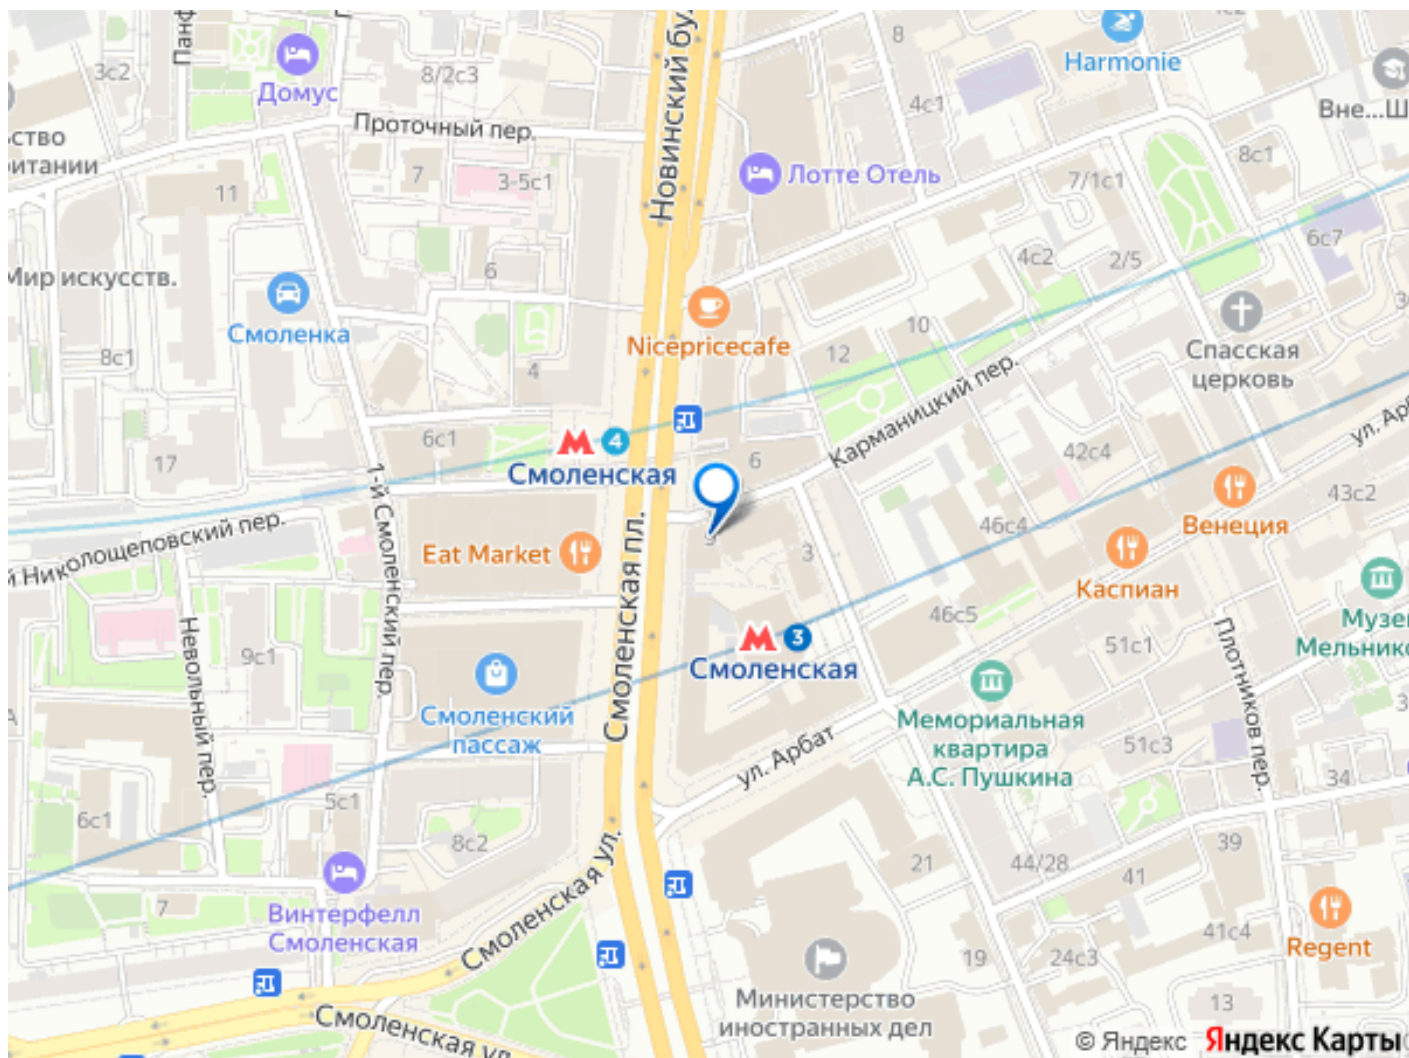 Панф
3с2
Домус
8/2с3
Новинский бул
8
Harmonie
4с1
Вне...Ш
ство
итании
Проточный пер.
11
7
3-5с1
Лотте Отель
7/1с1
8с1
6
4с2
2/5
6с7
Мир искусств.
Смоленка
8с1
Nicepricecafe
10
12
4
Спасская
церковь
17
6с1
4
Смоленская
6
Карманицкий пер.
42с4
ул. Арб
43с2
Венеция
46с4
1-й Смоленский пер.
й Николощеповский пер.
Eat Market
Смоленская пл.
3
Каспиан
46с5
3
Смоленская
51с1
Музе
Мельнико
Невольный пер.
9с1
Смоленский
пассаж
Мемориальная
квартира
А.С. Пушкина
Плотников пер.
ул. Арбат
51с3
34
6с1
5с1
8с2
21
44/28
41
39
7
Винтерфелл
Смоленская
Смоленская ул.
41с4
Regent
19
24с3
Министерство
иностранных дел
13
Смоленская ул
© Яндекс Яндекс Карты